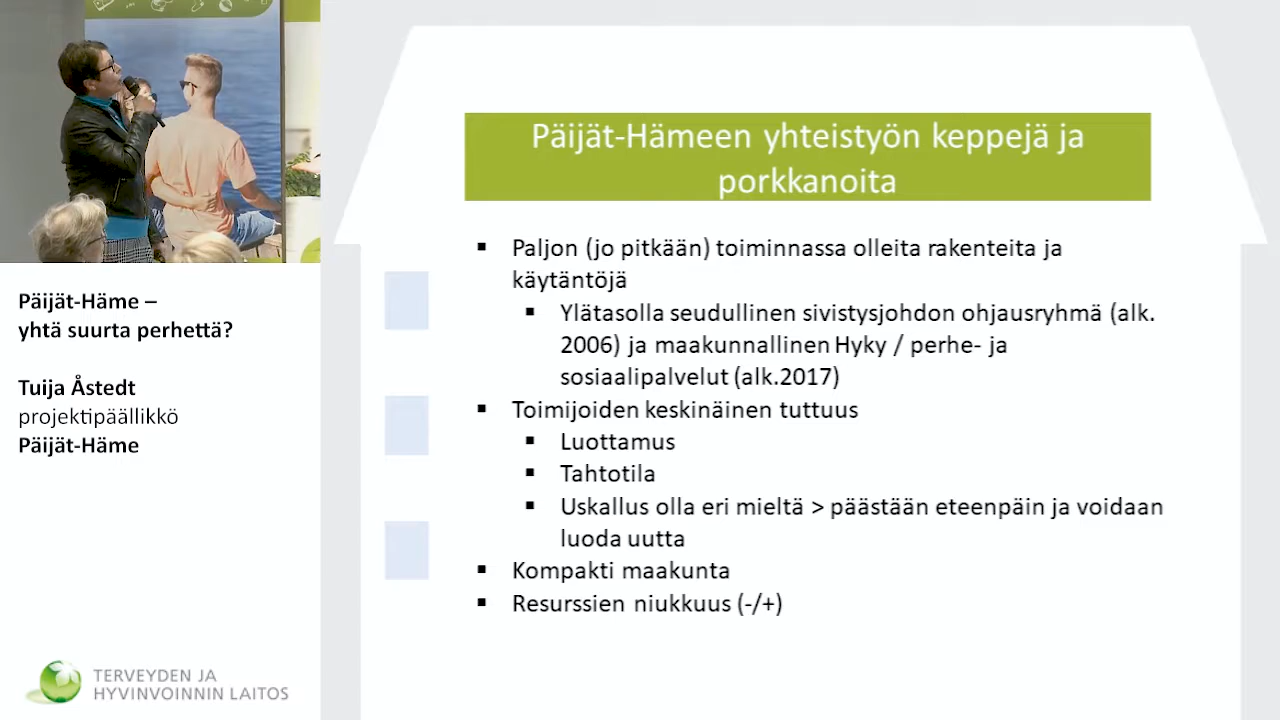 Päijät-Häme –
yhtä suurta perhettä?
Tuija Åstedt
projektipäällikkö
Päijät-Häme
TERVEYDEN JA
HYVINVOINNIN LAITOS
Päijät-Hämeen yhteistyön keppejä ja
porkkanoita
▪ Paljon (jo pitkään) toiminnassa olleita rakenteita ja
käytäntöjä
▪ Ylätasolla seudullinen sivistysjohdon ohjausryhmä (alk.
2006) ja maakunnallinen Hyky / perhe- ja
sosiaalipalvelut (alk.2017)
▪ Toimijoiden keskinäinen tuttuus
▪ Luottamus
▪ Tahtotila
▪ Uskallus olla eri mieltä > päästään eteenpäin ja voidaan
luoda uutta
▪ Kompakti maakunta
▪ Resurssien niukkuus (-/+)